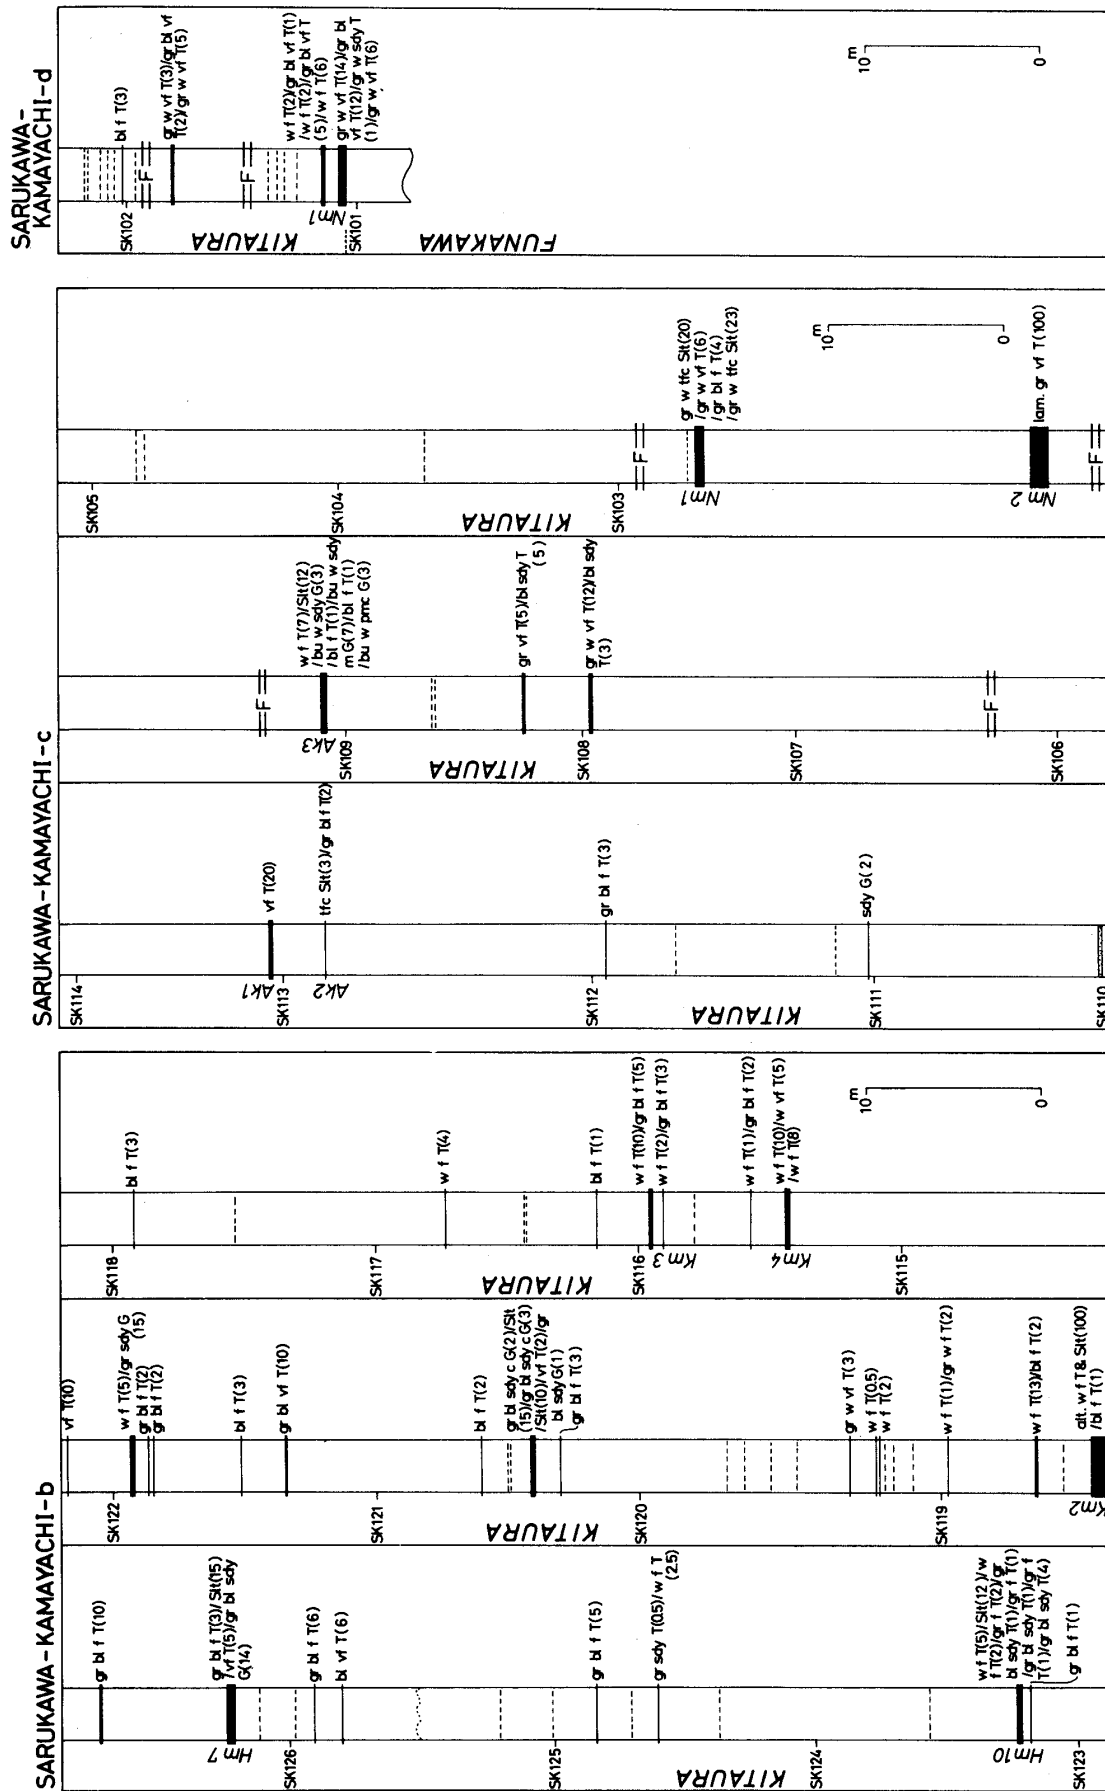 SARUKAWA-KAMAYACHI-b
gr bl f T(10)
gr bl f T(3)/Slt(15)
/vf T(5)/gr bl sdy
G(14)
Hm7
SK126
gr bl f T(6)
bl vf T(6)
SK125
gr bl f T(5)
gr sdy T(0.5)/w f T
(2.5)
SK124
KITAURA
w f T(5)/Slt(12)/w
f T(2)/gr f T(2)/gr
bl sdy T(1)/gr f T(1)
/gr bl sdy T(1)/gr f
T(1)/gr bl sdy T(4)
Hm10
gr bl f T(1)
SK123
vf T(10)
w f T(5)/gr sdy G
(15)
SK122
gr bl f T(2)
gr bl f T(2)
bl f T(3)
gr bl vf T(10)
SK121
bl f T(2)
gr bl sdy c G(2)/Slt
(15)/gr bl sdy c G(3)
/Slt(10)/vf T(2)/gr
bl sdy G(1)
gr bl f T(3)
KITAURA
SK120
gr w vf T(3)
w f T(0.5)
w f T(2)
SK119
w f T(1)/gr w f T(2)
w f T(13)/bl f T(2)
alt. w f T & Slt(100)
/bl f T(1)
Km2
SK118
bl f T(3)
SK117
w f T(4)
KITAURA
bl f T(1)
SK116
w f T(10)/gr bl f T(5)
Km3
w f T(2)/gr bl f T(3)
w f T(1)/gr bl f T(2)
w f T(10)/w vf T(5)
/w f T(8)
Km4
SK115
10
m
0
SARUKAWA-KAMAYACHI-c
SK114
vf T(20)
Ak1
SK113
tfc Slt(3)/gr bl f T(2)
Ak2
gr bl f T(3)
SK112
KITAURA
sdy G(2)
SK111
SK110
F
w f T(7)/Slt(12)
/bu w sdy G(3)
/bl f T(1)/bu w sdy
m G(7)/bl f T(1)
/bu w pmc G(3)
Ak3
SK109
KITAURA
gr vf T(5)/bl sdy T
(5)
SK108
gr w vf T(12)/bl sdy
T(3)
SK107
F
SK106
SK105
SK104
KITAURA
SK103
F
gr w tfc Slt(20)
/gr w vf T(6)
/gr bl f T(4)
/gr w tfc Slt(23)
Nm1
lam. gr vf T(100)
Nm2
F
10
m
0
SARUKAWA-
KAMAYACHI-d
bl f T(3)
SK102
F
gr w vf T(3)/gr bl vf
T(2)/gr w vf T(5)
KITAURA
F
w f T(2)/gr bl vf T(1)
/w f T(2)/gr bl vf T
(5)/w f T(6)
Nm1
gr w vf T(14)/gr bl
vf T(12)/gr w sdy T
(1)/gr w vf T(6)
SK101
FUNAKAWA
10
m
0